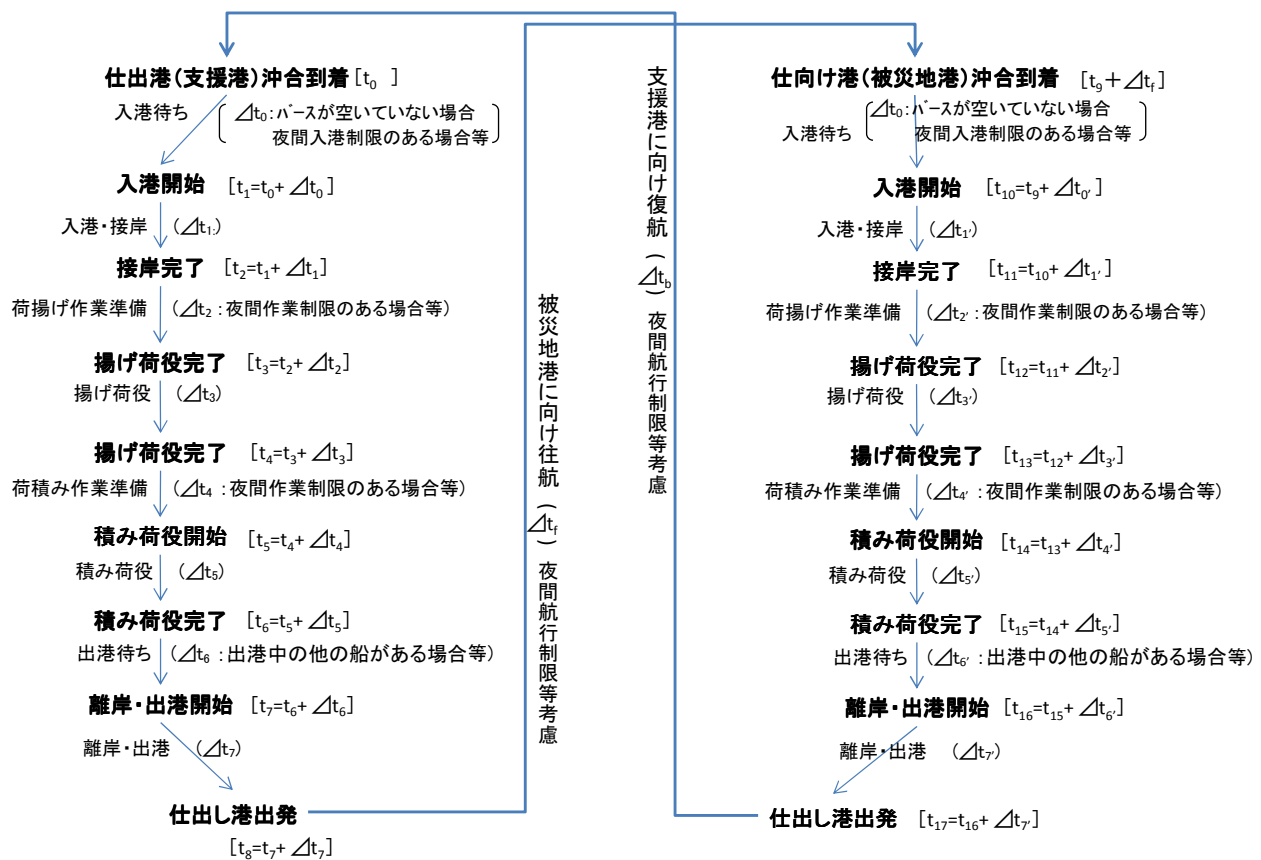 仕出港（支援港）沖合到着 [t₀ ]
入港待ち
⊿t₀：バースが空いていない場合
夜間入港制限のある場合等
入港開始 [t₁=t₀+ ⊿t₀ ]
入港・接岸 （⊿t₁:）
接岸完了 [t₂=t₁+ ⊿t₁]
荷揚げ作業準備 （⊿t₂ ：夜間作業制限のある場合等）
揚げ荷役完了 [t₃=t₂+ ⊿t₂]
揚げ荷役 （⊿t₃）
揚げ荷役完了 [t₄=t₃+ ⊿t₃]
荷積み作業準備 （⊿t₄ ：夜間作業制限のある場合等）
積み荷役開始 [t₅=t₄+ ⊿t₄]
積み荷役 （⊿t₅）
積み荷役完了 [t₆=t₅+ ⊿t₅]
出港待ち （⊿t₆ ：出港中の他の船がある場合等）
離岸・出港開始 [t₇=t₆+ ⊿t₆]
離岸・出港 （⊿t₇）
仕出し港出発
[t₈=t₇+ ⊿t₇]
被災地港に向け往航（⊿t_f）夜間航行制限等考慮
支援港に向け復航（⊿t_b）夜間航行制限等考慮
仕向け港（被災地港）沖合到着 [t₉＋⊿t_f]
入港待ち
⊿t₀：バースが空いていない場合
夜間入港制限のある場合等
入港開始 [t₁₀=t₉+ ⊿t₀′]
入港・接岸 （⊿t₁′）
接岸完了 [t₁₁=t₁₀+ ⊿t₁′]
荷揚げ作業準備 （⊿t₂′ ：夜間作業制限のある場合等）
揚げ荷役完了 [t₁₂=t₁₁+ ⊿t₂′]
揚げ荷役 （⊿t₃′）
揚げ荷役完了 [t₁₃=t₁₂+ ⊿t₃′]
荷積み作業準備 （⊿t₄′ ：夜間作業制限のある場合等）
積み荷役開始 [t₁₄=t₁₃+ ⊿t₄′]
積み荷役 （⊿t₅′）
積み荷役完了 [t₁₅=t₁₄+ ⊿t₅′]
出港待ち （⊿t₆′ ：出港中の他の船がある場合等）
離岸・出港開始 [t₁₆=t₁₅+ ⊿t₆′]
離岸・出港 （⊿t₇′）
仕出し港出発 [t₁₇=t₁₆+ ⊿t₇′]